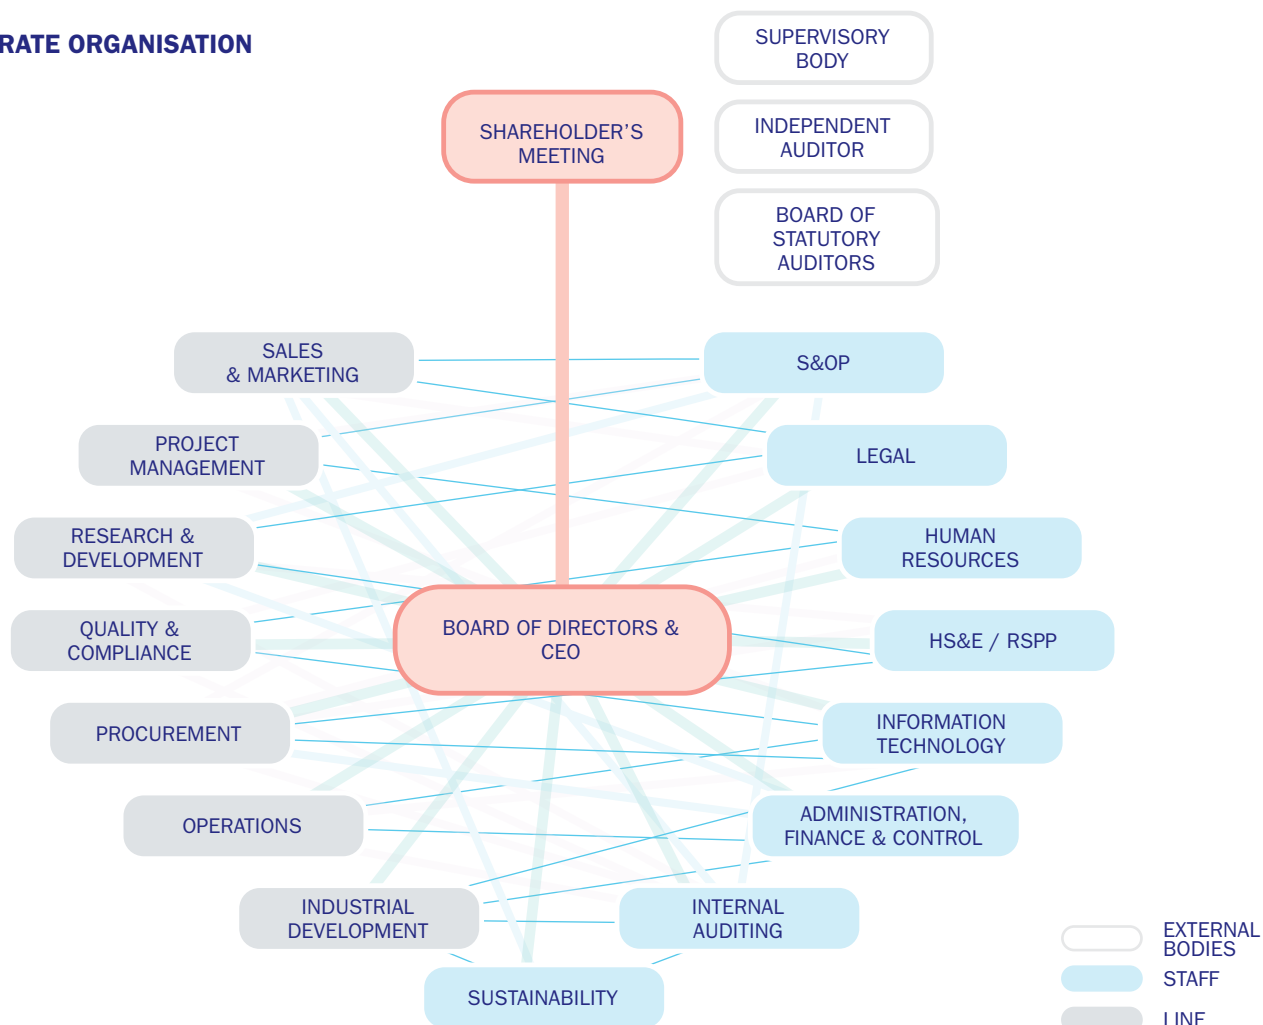 RATE ORGANISATION
SUPERVISORY
BODY
SHAREHOLDER’S
MEETING
INDEPENDENT
AUDITOR
BOARD OF
STATUTORY
AUDITORS
SALES
& MARKETING
S&OP
PROJECT
MANAGEMENT
LEGAL
RESEARCH &
DEVELOPMENT
HUMAN
RESOURCES
QUALITY &
COMPLIANCE
BOARD OF DIRECTORS &
CEO
HS&E / RSPP
PROCUREMENT
INFORMATION
TECHNOLOGY
OPERATIONS
ADMINISTRATION,
FINANCE & CONTROL
INDUSTRIAL
DEVELOPMENT
INTERNAL
AUDITING
SUSTAINABILITY
EXTERNAL
BODIES
STAFF
LINE